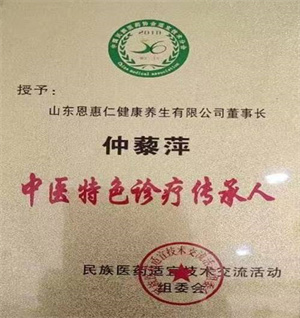 2010
授予：
山东恩惠仁健康养生有限公司董事长
仲藜萍
中医特色诊疗传承人
民族医药适宜技术交流活动
组委会